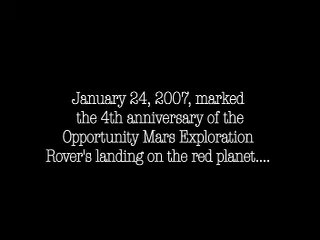 January 24, 2007, marked
the 4th anniversary of the
Opportunity Mars Exploration
Rover's landing on the red planet....